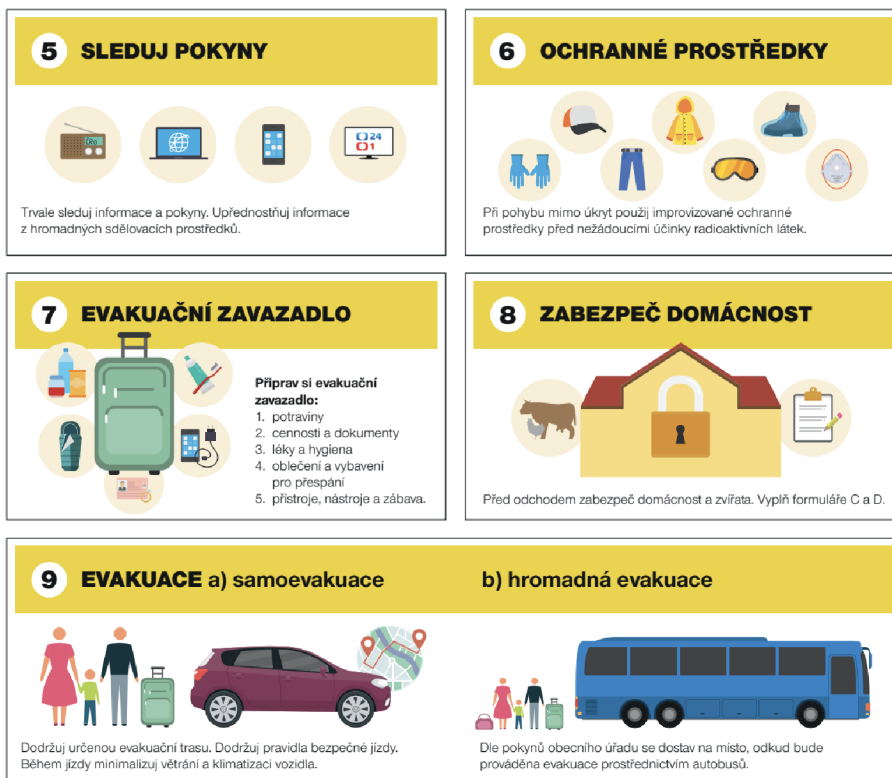 5 SLEDUJ POKYNY
ČRo
24
1
Trvale sleduj informace a pokyny. Upřednostňuj informace
z hromadných sdělovacích prostředků.
6 OCHRANNÉ PROSTŘEDKY
Při pohybu mimo úkryt použij improvizované ochranné
prostředky před nežádoucími účinky radioaktivních látek.
7 EVAKUAČNÍ ZAVAZADLO
Připrav si evakuační
zavazadlo:
1. potraviny
2. cennosti a dokumenty
3. léky a hygiena
4. oblečení a vybavení
pro přespání
5. přístroje, nástroje a zábava.
8 ZABEZPEČ DOMÁCNOST
Před odchodem zabezpeč domácnost a zvířata. Vyplň formuláře C a D.
9 EVAKUACE a) samoevakuace
Dodržuj určenou evakuační trasu. Dodržuj pravidla bezpečné jízdy.
Během jízdy minimalizuj větrání a klimatizaci vozidla.
b) hromadná evakuace
Dle pokynů obecního úřadu se dostav na místo, odkud bude
prováděna evakuace prostřednictvím autobusů.